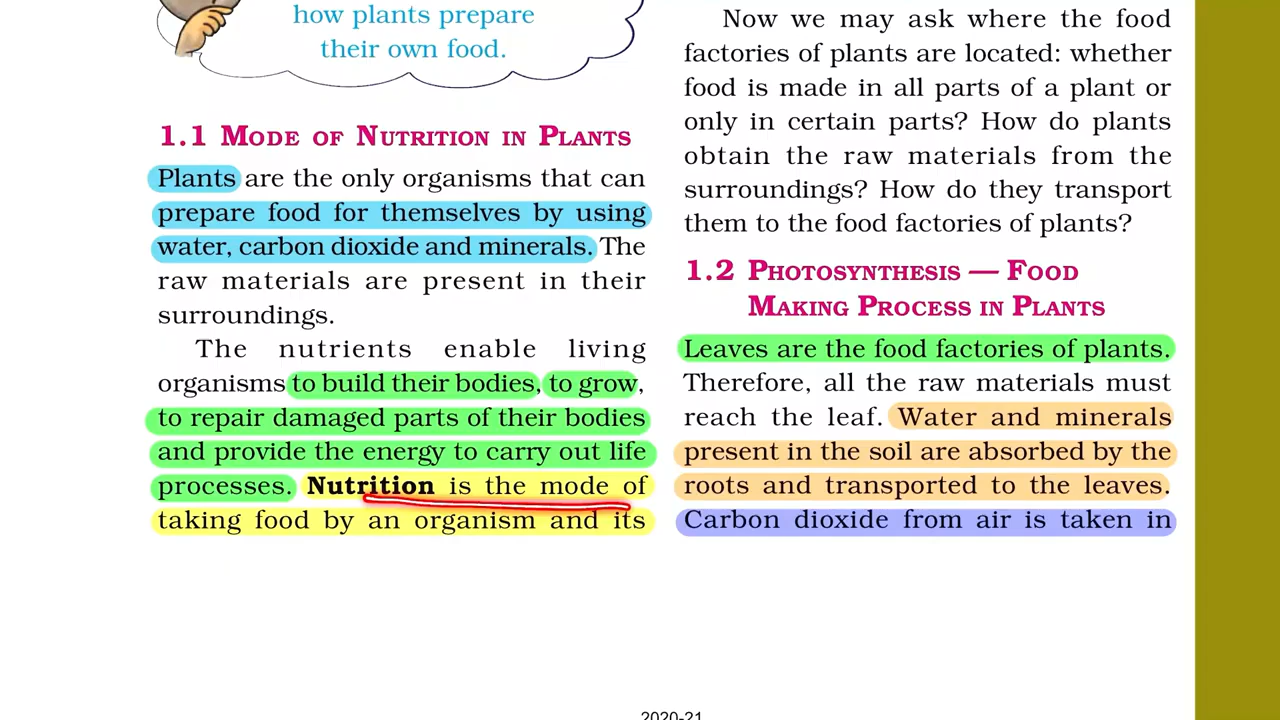 how plants prepare
their own food.
1.1 MODE OF NUTRITION IN PLANTS
Plants are the only organisms that can
prepare food for themselves by using
water, carbon dioxide and minerals. The
raw materials are present in their
surroundings.
The nutrients enable living
organisms to build their bodies, to grow,
to repair damaged parts of their bodies
and provide the energy to carry out life
processes. Nutrition is the mode of
taking food by an organism and its
Now we may ask where the food
factories of plants are located: whether
food is made in all parts of a plant or
only in certain parts? How do plants
obtain the raw materials from the
surroundings? How do they transport
them to the food factories of plants?
1.2 PHOTOSYNTHESIS — FOOD
MAKING PROCESS IN PLANTS
Leaves are the food factories of plants.
Therefore, all the raw materials must
reach the leaf. Water and minerals
present in the soil are absorbed by the
roots and transported to the leaves.
Carbon dioxide from air is taken in
2020-21